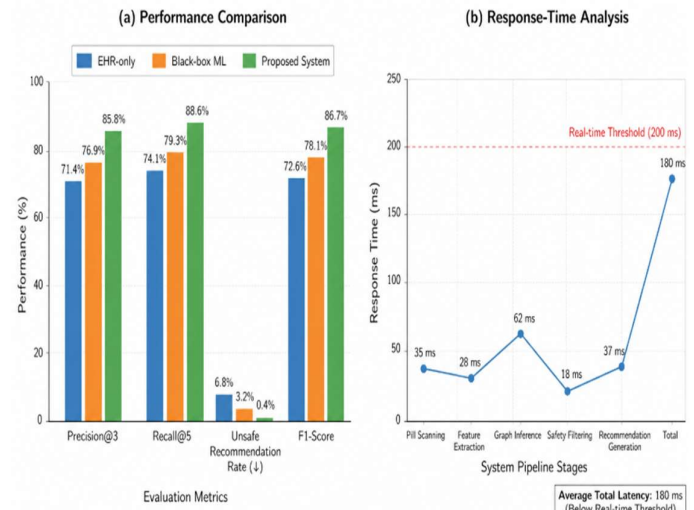 (a) Performance Comparison
EHR-only Black-box ML Proposed System
100
80
60
40
20
0
Performance (%)
71.4% 76.9% 85.8%
74.1% 79.3% 88.6%
6.8% 3.2% 0.4%
72.6% 78.1% 86.7%
Precision@3
Recall@5
Unsafe
Recommendation
Rate (↓)
F1-Score
Evaluation Metrics
(b) Response-Time Analysis
250
200
150
100
50
0
Response Time (ms)
Real-time Threshold (200 ms)
35 ms
28 ms
62 ms
18 ms
37 ms
180 ms
Pill Scanning
Feature
Extraction
Graph Inference
Safety Filtering
Recommendation
Generation
Total
System Pipeline Stages
Average Total Latency: 180 ms
(Below Real-time Threshold)